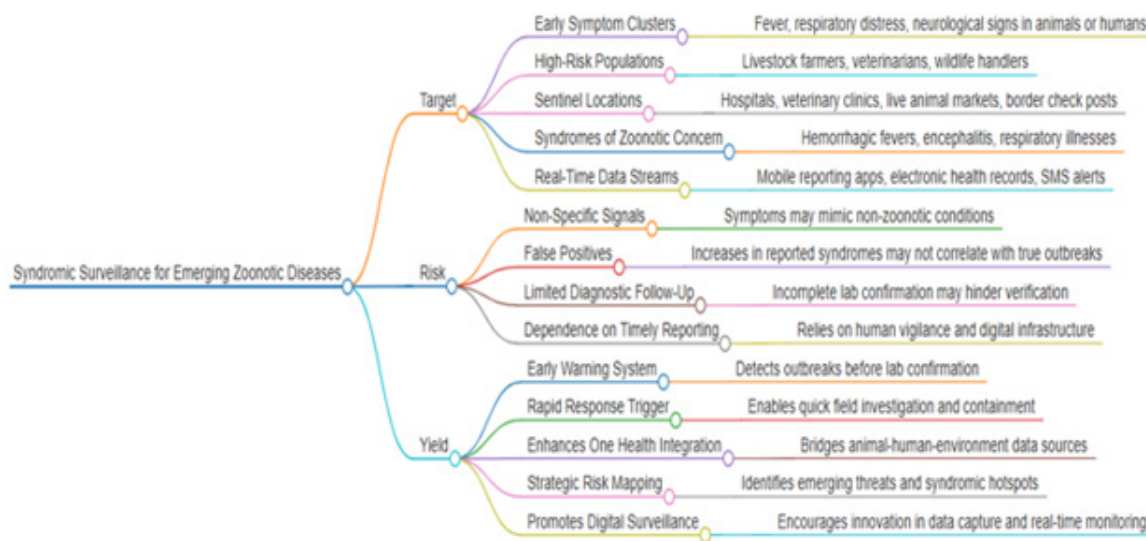 Early Symptom Clusters
Fever, respiratory distress, neurological signs in animals or humans
High-Risk Populations
Livestock farmers, veterinarians, wildlife handlers
Target
Sentinel Locations
Hospitals, veterinary clinics, live animal markets, border check posts
Syndromes of Zoonotic Concern
Hemorrhagic fevers, encephalitis, respiratory illnesses
Real-Time Data Streams
Mobile reporting apps, electronic health records, SMS alerts
Non-Specific Signals
Symptoms may mimic non-zoonotic conditions
False Positives
Increases in reported syndromes may not correlate with true outbreaks
Syndromic Surveillance for Emerging Zoonotic Diseases
Risk
Limited Diagnostic Follow-Up
Incomplete lab confirmation may hinder verification
Dependence on Timely Reporting
Relies on human vigilance and digital infrastructure
Early Warning System
Detects outbreaks before lab confirmation
Rapid Response Trigger
Enables quick field investigation and containment
Yield
Enhances One Health Integration
Bridges animal-human-environment data sources
Strategic Risk Mapping
Identifies emerging threats and syndromic hotspots
Promotes Digital Surveillance
Encourages innovation in data capture and real-time monitoring